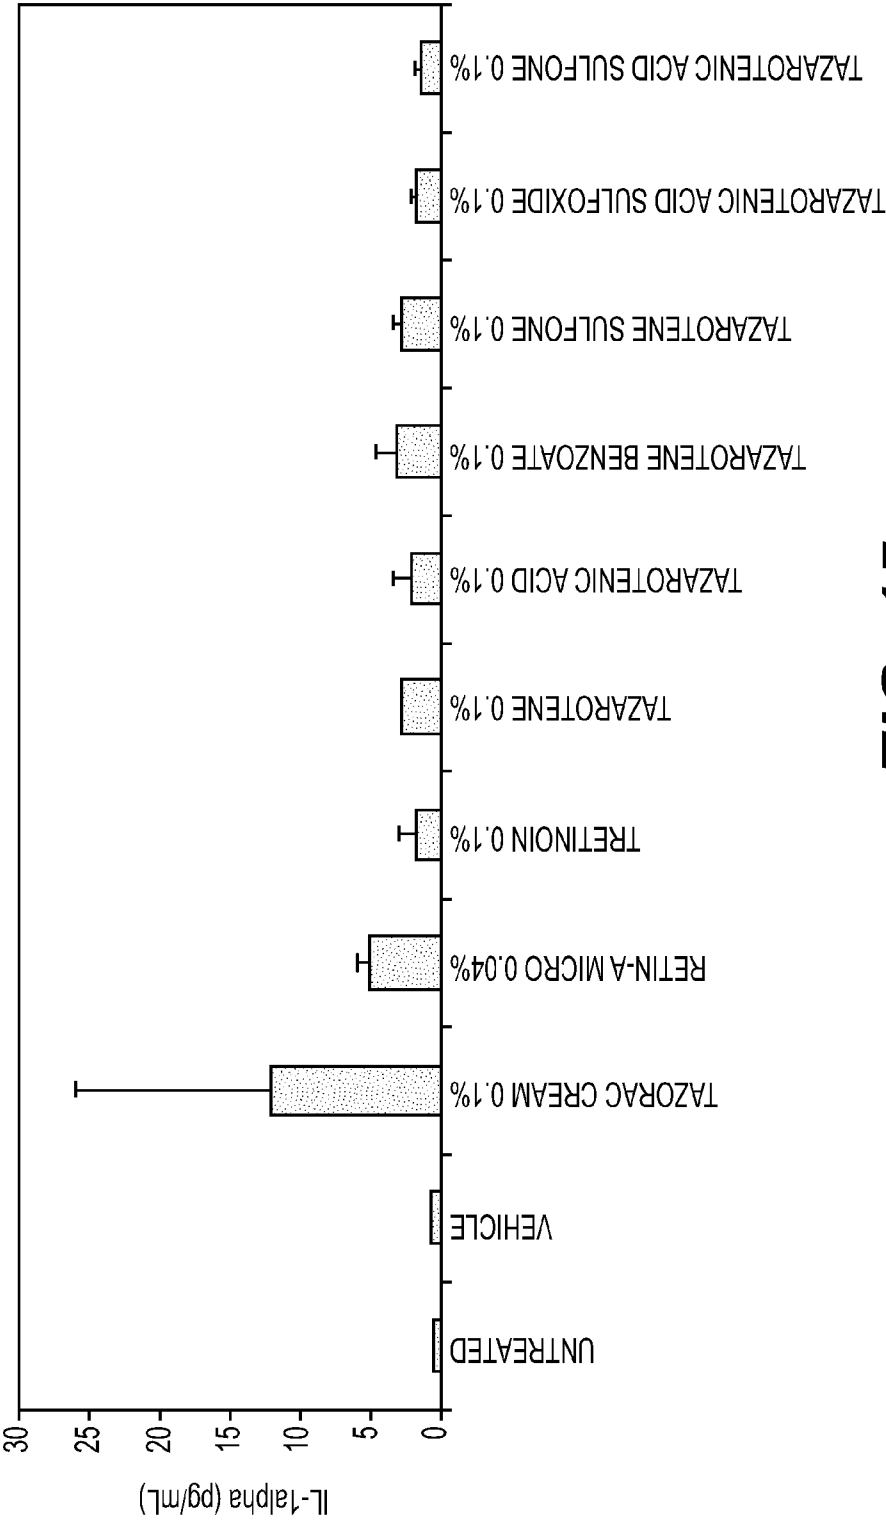 IL-1alpha (pg/mL)
30
25
20
15
10
5
0
UNTREATED
VEHICLE
TAZORAC CREAM 0.1%
RETIN-A MICRO 0.04%
TRETINOIN 0.1%
TAZAROTENE 0.1%
TAZAROTENIC ACID 0.1%
TAZAROTENE BENZOATE 0.1%
TAZAROTENE SULFONE 0.1%
TAZAROTENIC ACID SULFOXIDE 0.1%
TAZAROTENIC ACID SULFONE 0.1%